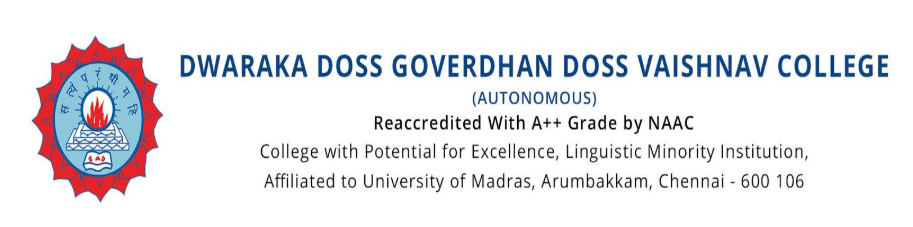 DWARAKA DOSS GOVERDHAN DOSS VAISHNAV COLLEGE
(AUTONOMOUS)
Reaccredited With A++ Grade by NAAC
College with Potential for Excellence, Linguistic Minority Institution,
Affiliated to University of Madras, Arumbakkam, Chennai - 600 106